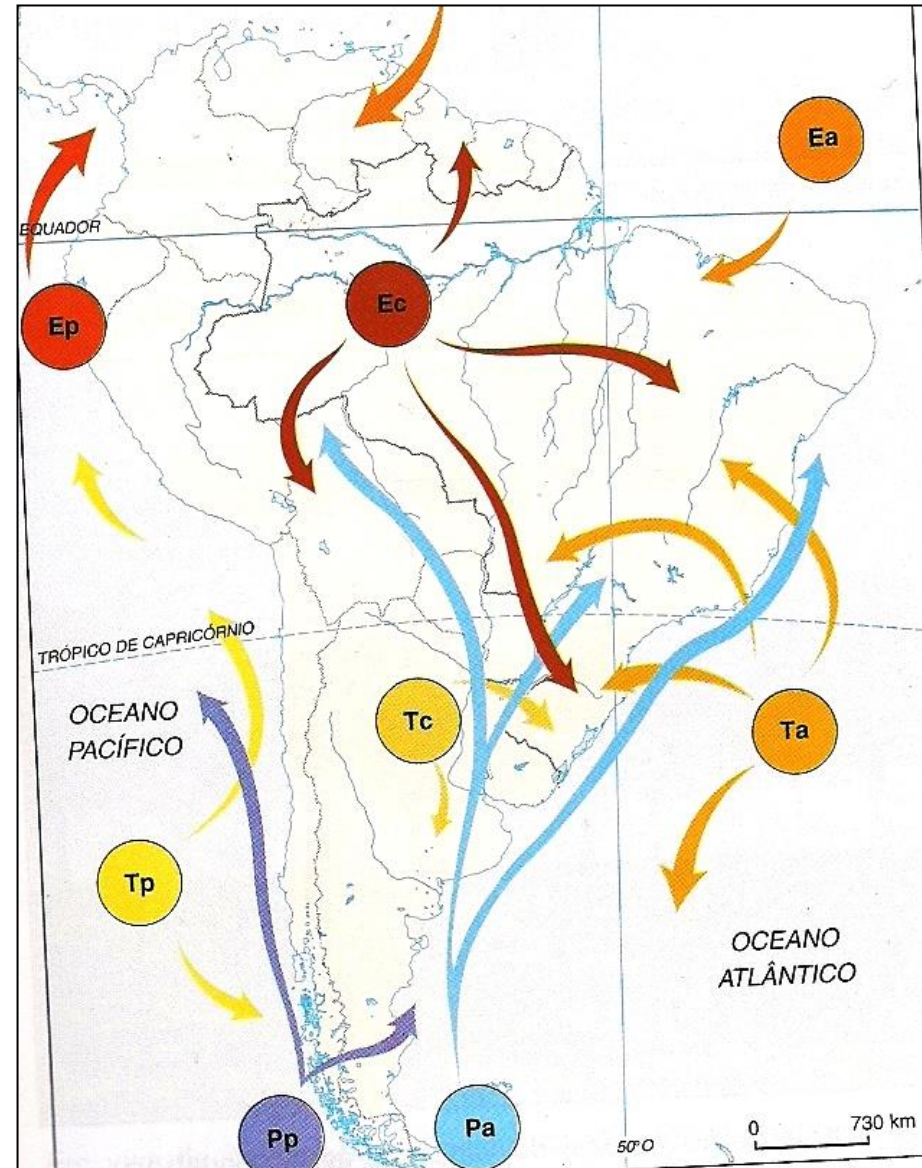 Ea
EQUADOR
Ec
Ep
TRÓPICO DE CAPRICÓRNIO
OCEANO
PACÍFICO
Tc
Ta
Tp
OCEANO
ATLÂNTICO
Pp
Pa
50°O
0 730 km